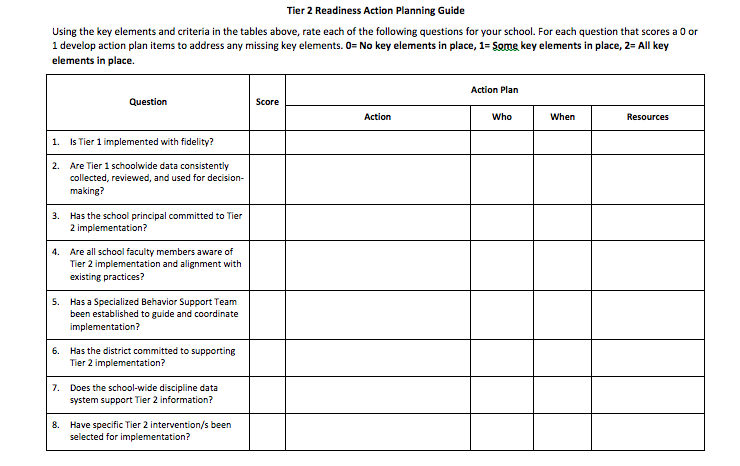 Tier 2 Readiness Action Planning Guide
Using the key elements and criteria in the tables above, rate each of the following questions for your school. For each question that scores a 0 or
1 develop action plan items to address any missing key elements. 0= No key elements in place, 1= Some key elements in place, 2= All key
elements in place.
Question
Score
Action Plan
Action
Who
When
Resources
1. Is Tier 1 implemented with fidelity?
2. Are Tier 1 schoolwide data consistently
collected, reviewed, and used for decision-
making?
3. Has the school principal committed to Tier
2 implementation?
4. Are all school faculty members aware of
Tier 2 implementation and alignment with
existing practices?
5. Has a Specialized Behavior Support Team
been established to guide and coordinate
implementation?
6. Has the district committed to supporting
Tier 2 implementation?
7. Does the school-wide discipline data
system support Tier 2 information?
8. Have specific Tier 2 intervention/s been
selected for implementation?